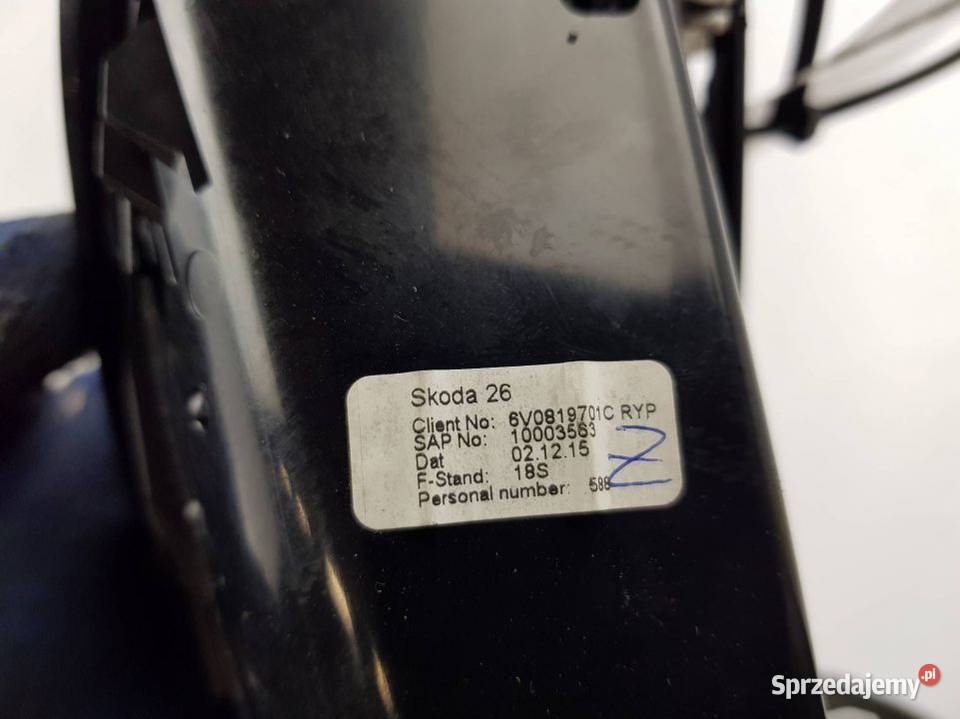 Skoda 26
Client No: 6V0819701C RYP
SAP No: 10003563
Dat 02.12.15
F-Stand: 18S
Personal number: 588
Sprzedajemy.pl